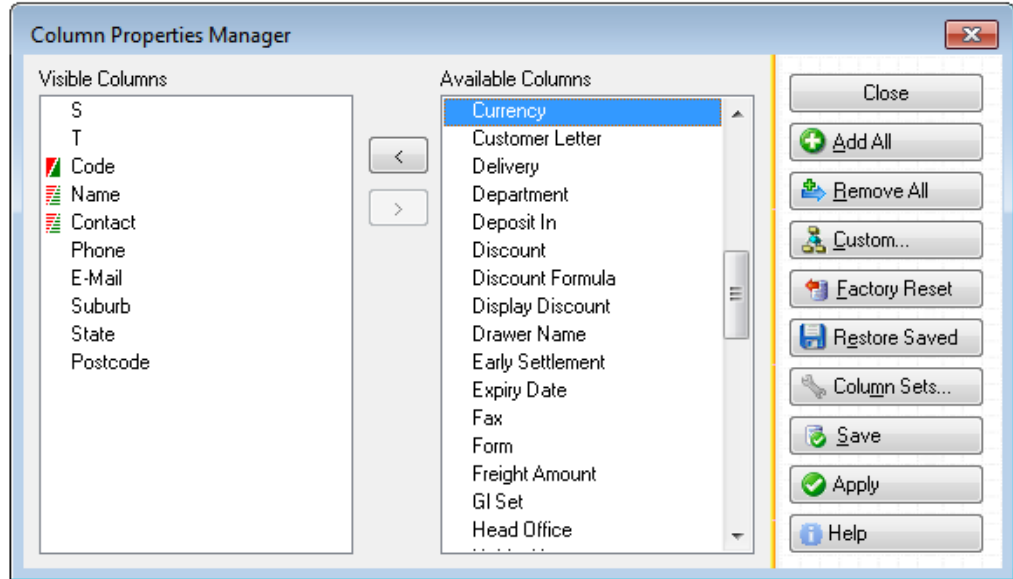 Column Properties Manager
Visible Columns
S
T
Code
Name
Contact
Phone
E-Mail
Suburb
State
Postcode
<
>
Available Columns
Currency
Customer Letter
Delivery
Department
Deposit In
Discount
Discount Formula
Display Discount
Drawer Name
Early Settlement
Expiry Date
Fax
Form
Freight Amount
Gl Set
Head Office
Close
Add All
Remove All
Custom...
Factory Reset
Restore Saved
Column Sets...
Save
Apply
Help